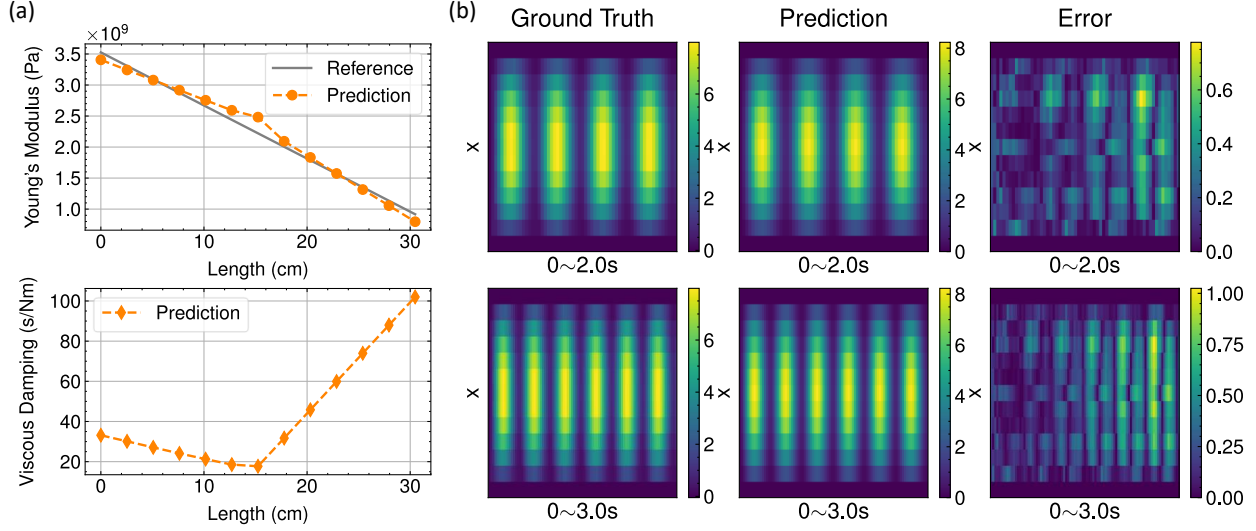 (a)
×10⁹
Young's Modulus (Pa)
3.5
3.0
2.5
2.0
1.5
1.0
Reference
Prediction
0 10 20 30
Length (cm)
Viscous Damping (s/Nm)
100
80
60
40
20
Prediction
0 10 20 30
Length (cm)
(b)
Ground Truth
Prediction
Error
x
0~2.0s
6
4
2
0
x
0~2.0s
8
6
4
2
0
x
0~2.0s
0.8
0.6
0.4
0.2
0.0
x
0~3.0s
6
4
2
0
x
0~3.0s
8
6
4
2
0
x
0~3.0s
1.00
0.75
0.50
0.25
0.00